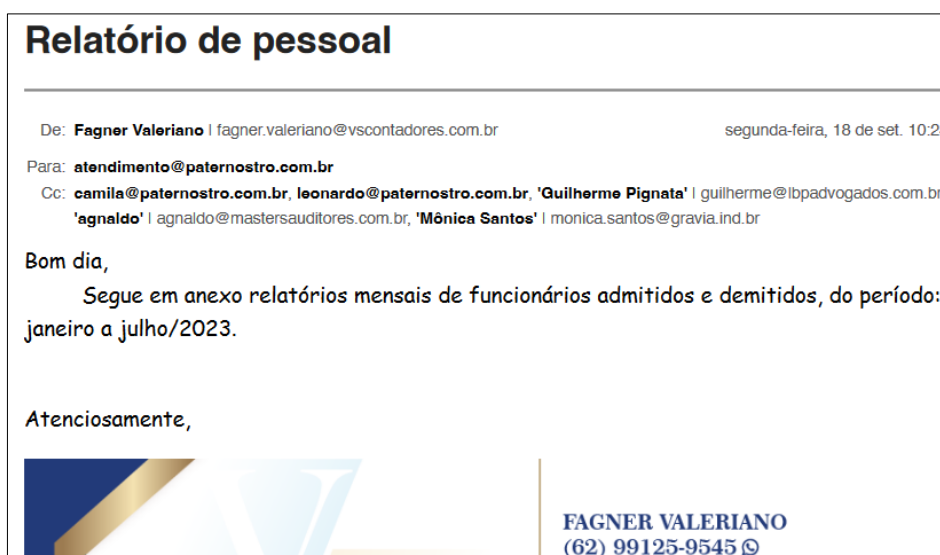 Relatório de pessoal
De: Fagner Valeriano | fagner.valeriano@vscontadores.com.br segunda-feira, 18 de set. 10:2
Para: atendimento@paternostro.com.br
Cc: camila@paternostro.com.br, leonardo@paternostro.com.br, 'Guilherme Pignata' | guilherme@lbpadvogados.com.br
'agnaldo' | agnaldo@mastersauditores.com.br, 'Mônica Santos' | monica.santos@gravia.ind.br
Bom dia,
Segue em anexo relatórios mensais de funcionários admitidos e demitidos, do período:
janeiro a julho/2023.
Atenciosamente,
FAGNER VALERIANO
(62) 99125-9545